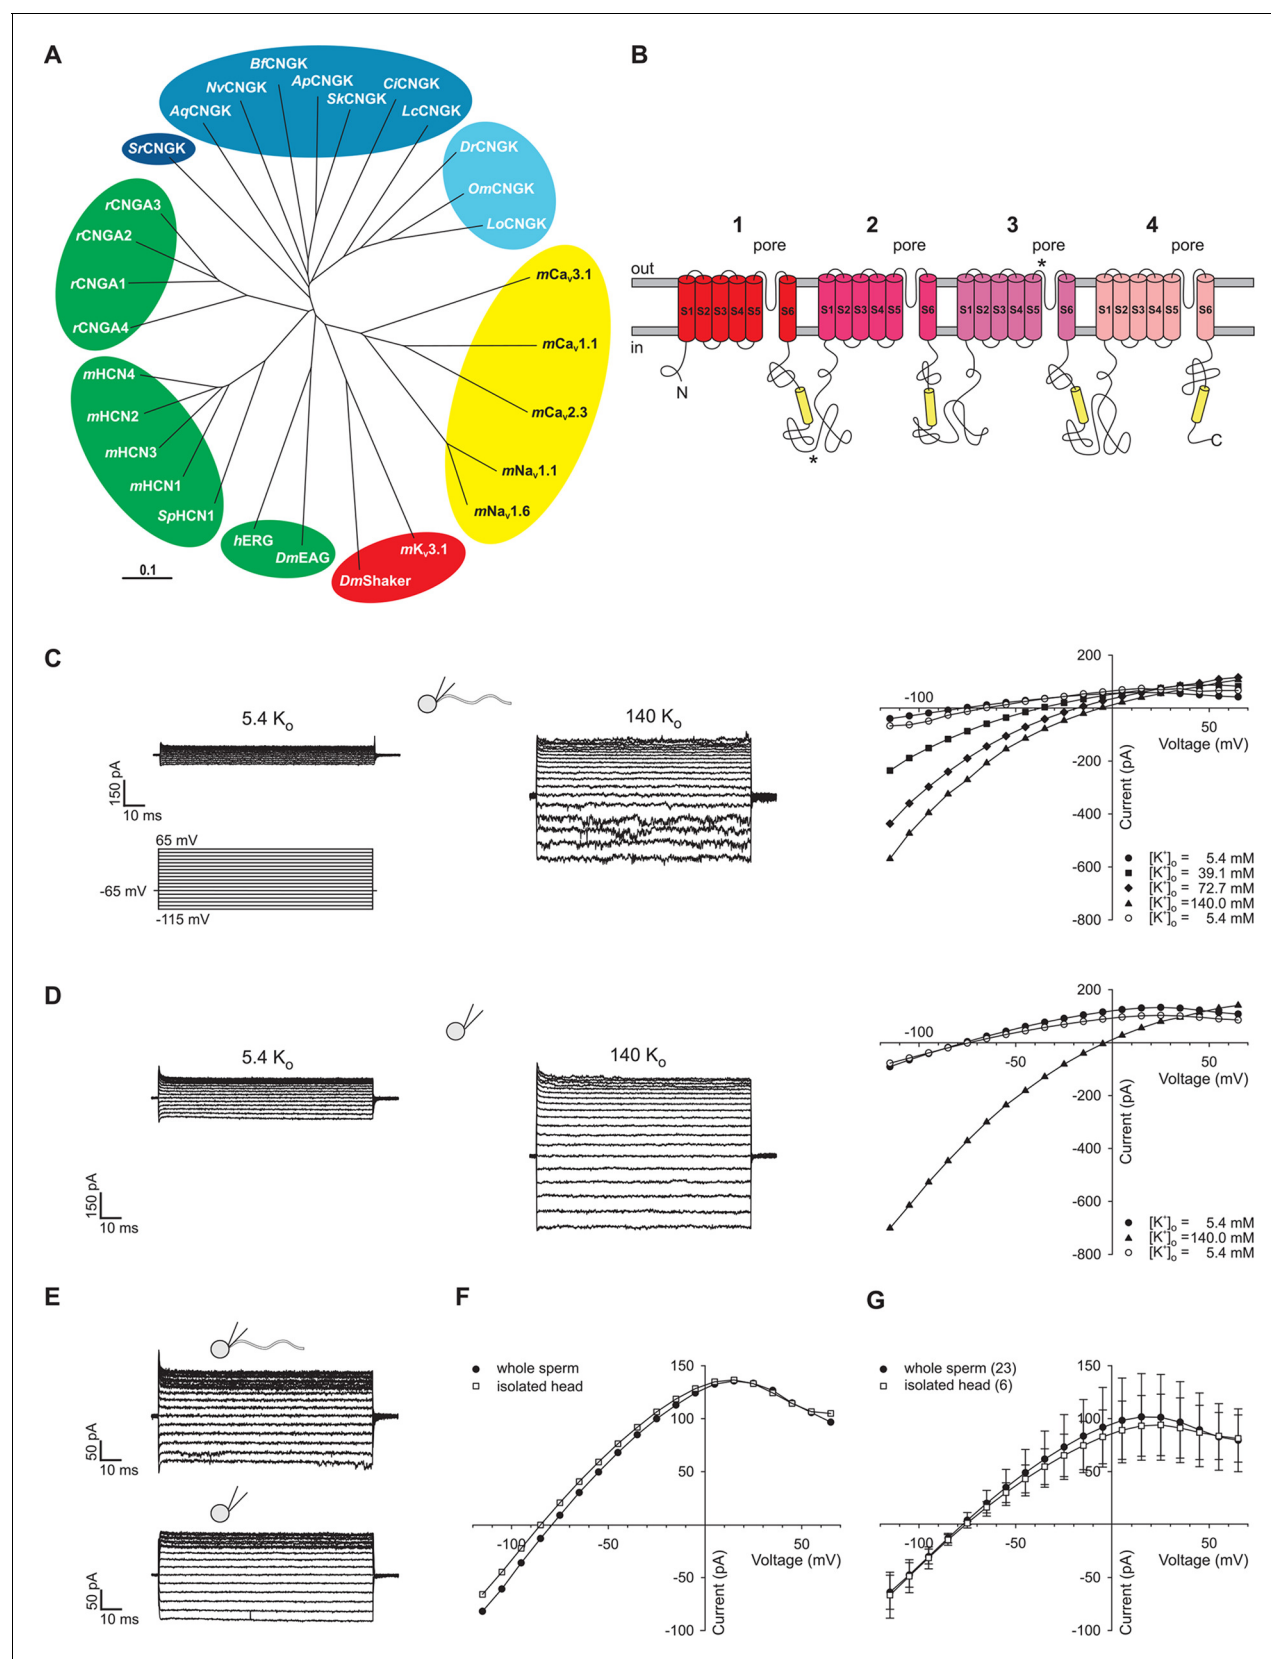 A
BfCNGK
NvCNGK
ApCNGK
CiCNGK
SkCNGK
AqCNGK
LcCNGK
SrCNGK
DrCNGK
OmCNGK
LoCNGK
rCNGA3
rCNGA2
rCNGA1
rCNGA4
mCav3.1
mCav1.1
mCav2.3
mNav1.1
mNav1.6
mHCN4
mHCN2
mHCN3
mHCN1
SpHCN1
hERG
DmEAG
mKv3.1
DmShaker
0.1
B
1 2 3 4
pore pore pore pore
*
out
S1 S2 S3 S4 S5 S6 S1 S2 S3 S4 S5 S6 S1 S2 S3 S4 S5 S6 S1 S2 S3 S4 S5 S6
in
N
C
*
C
5.4 Ko
140 Ko
150 pA
10 ms
65 mV
-65 mV
-115 mV
200
-100
50
Voltage (mV)
-200
-400
-600
-800
Current (pA)
[K+]o = 5.4 mM
[K+]o = 39.1 mM
[K+]o = 72.7 mM
[K+]o = 140.0 mM
[K+]o = 5.4 mM
D
5.4 Ko
140 Ko
150 pA
10 ms
200
-100
-50
50
Voltage (mV)
-200
-400
-600
-800
Current (pA)
[K+]o = 5.4 mM
[K+]o =140.0 mM
[K+]o = 5.4 mM
E
50 pA
10 ms
50 pA
10 ms
F
whole sperm
isolated head
150
100
50
-100
-50
50
Voltage (mV)
-50
-100
Current (pA)
G
whole sperm (23)
isolated head (6)
150
100
50
-100
-50
50
Voltage (mV)
-50
-100
Current (pA)